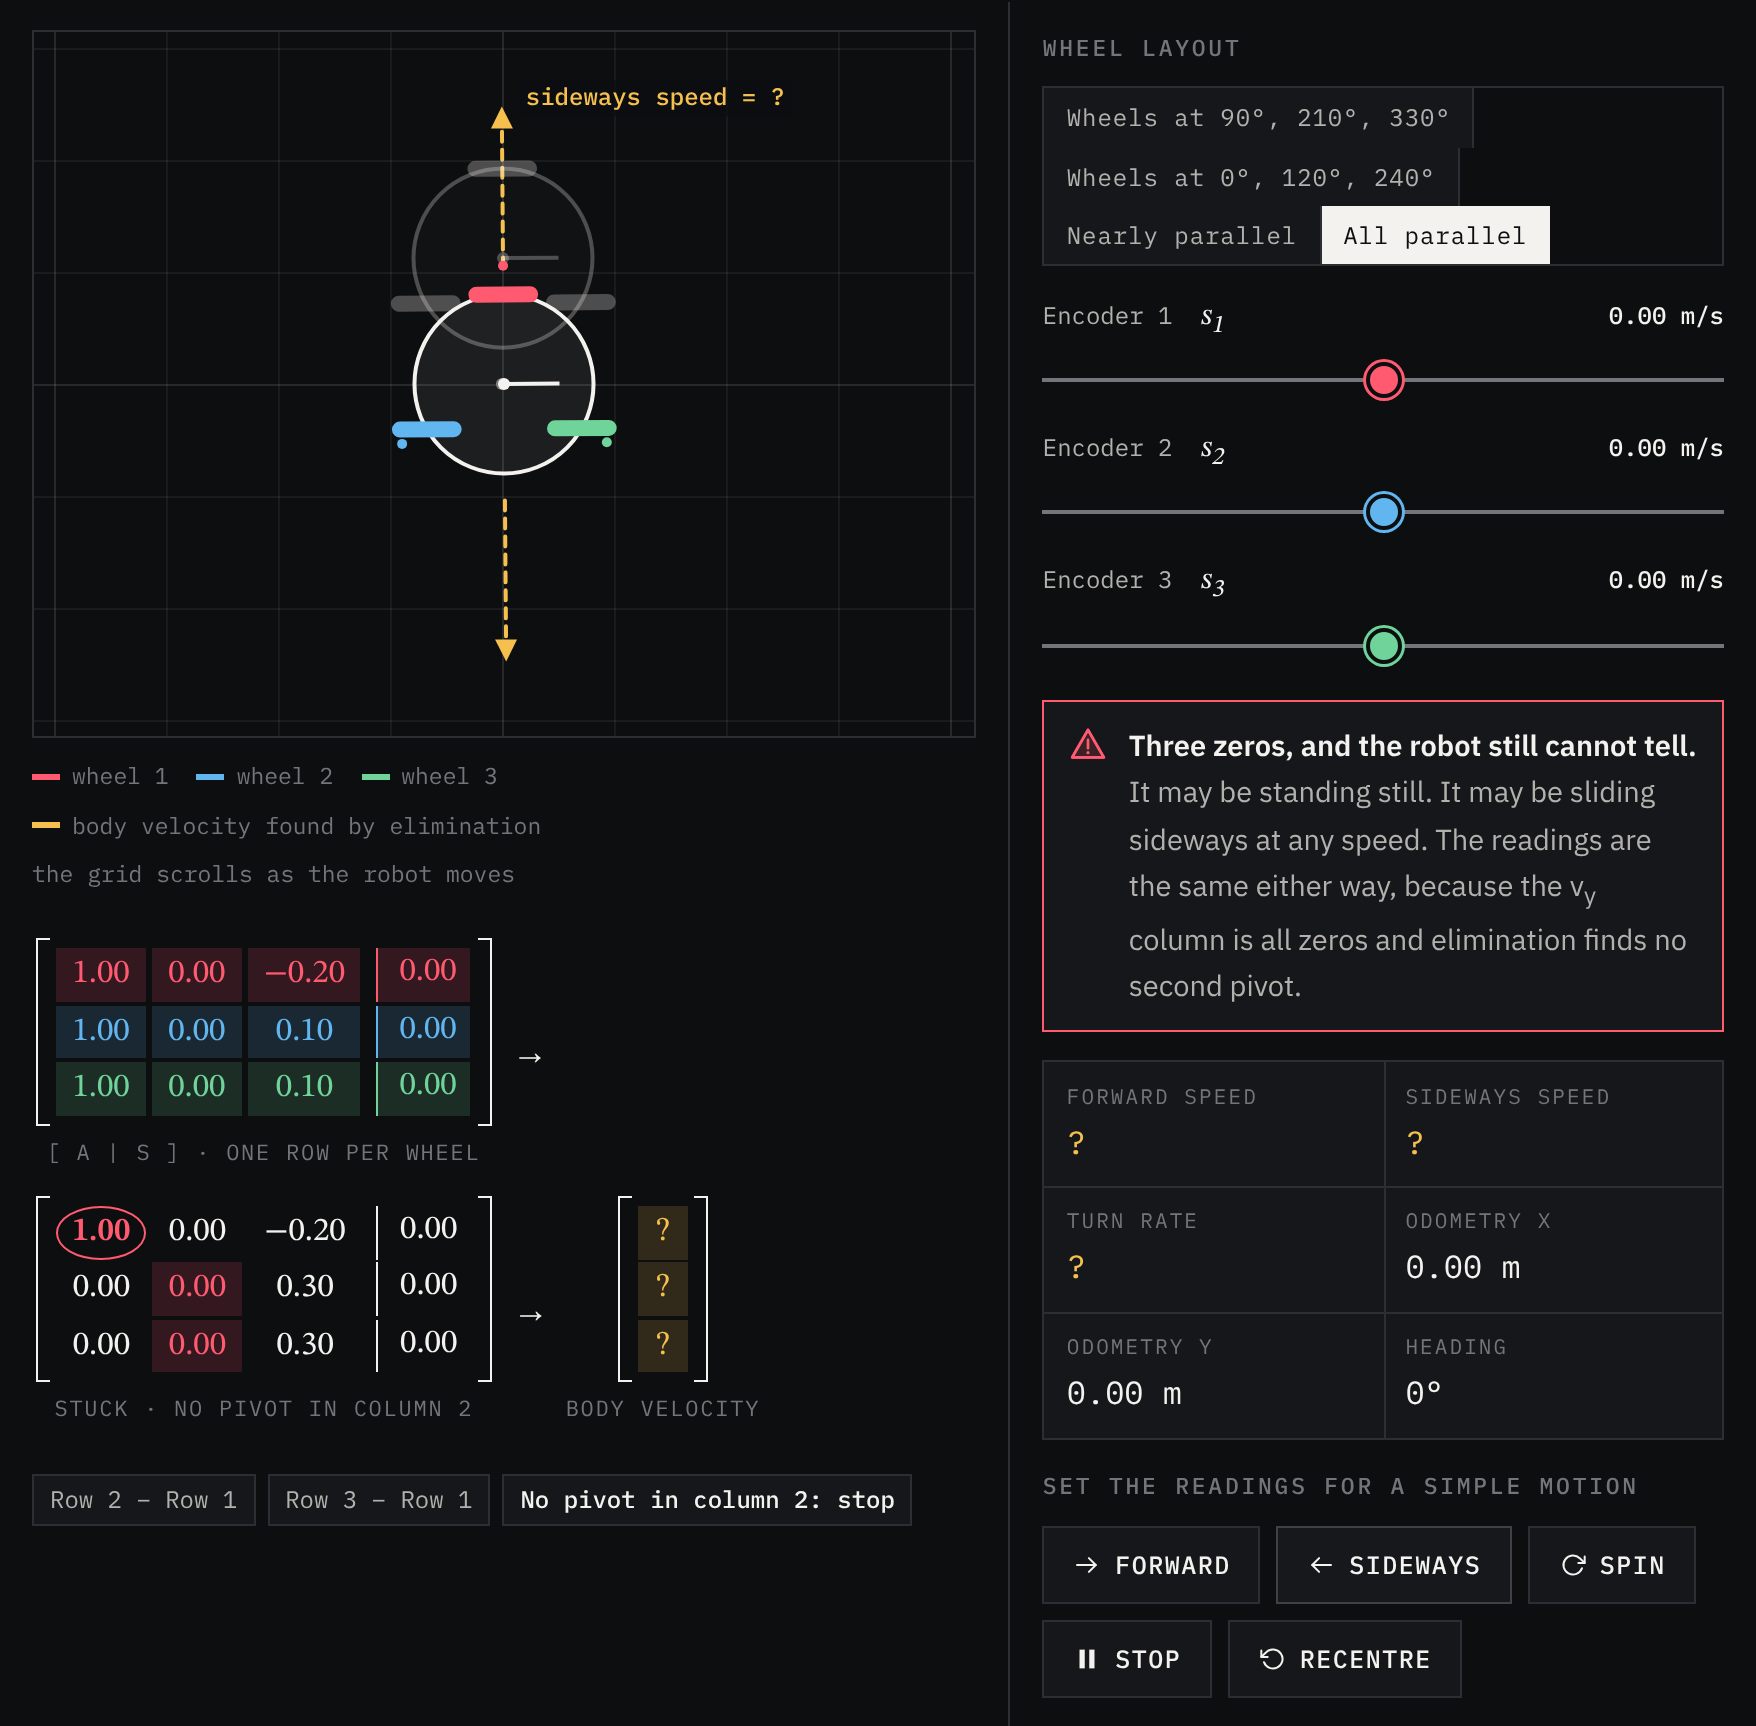 sideways speed = ?
wheel 1 wheel 2 wheel 3
body velocity found by elimination
the grid scrolls as the robot moves
1.00 0.00 −0.20 0.00
1.00 0.00 0.10 0.00
1.00 0.00 0.10 0.00
→
[ A | S ] · ONE ROW PER WHEEL
1.00 0.00 −0.20 0.00
0.00 0.00 0.30 0.00
0.00 0.00 0.30 0.00
STUCK · NO PIVOT IN COLUMN 2
→
?
?
?
BODY VELOCITY
Row 2 − Row 1 Row 3 − Row 1 No pivot in column 2: stop
WHEEL LAYOUT
Wheels at 90°, 210°, 330°
Wheels at 0°, 120°, 240°
Nearly parallel All parallel
Encoder 1 s1 0.00 m/s
Encoder 2 s2 0.00 m/s
Encoder 3 s3 0.00 m/s
Three zeros, and the robot still cannot tell.
It may be standing still. It may be sliding
sideways at any speed. The readings are
the same either way, because the vy
column is all zeros and elimination finds no
second pivot.
FORWARD SPEED SIDEWAYS SPEED
? ?
TURN RATE ODOMETRY X
? 0.00 m
ODOMETRY Y HEADING
0.00 m 0°
SET THE READINGS FOR A SIMPLE MOTION
→ FORWARD ← SIDEWAYS SPIN
STOP RECENTRE